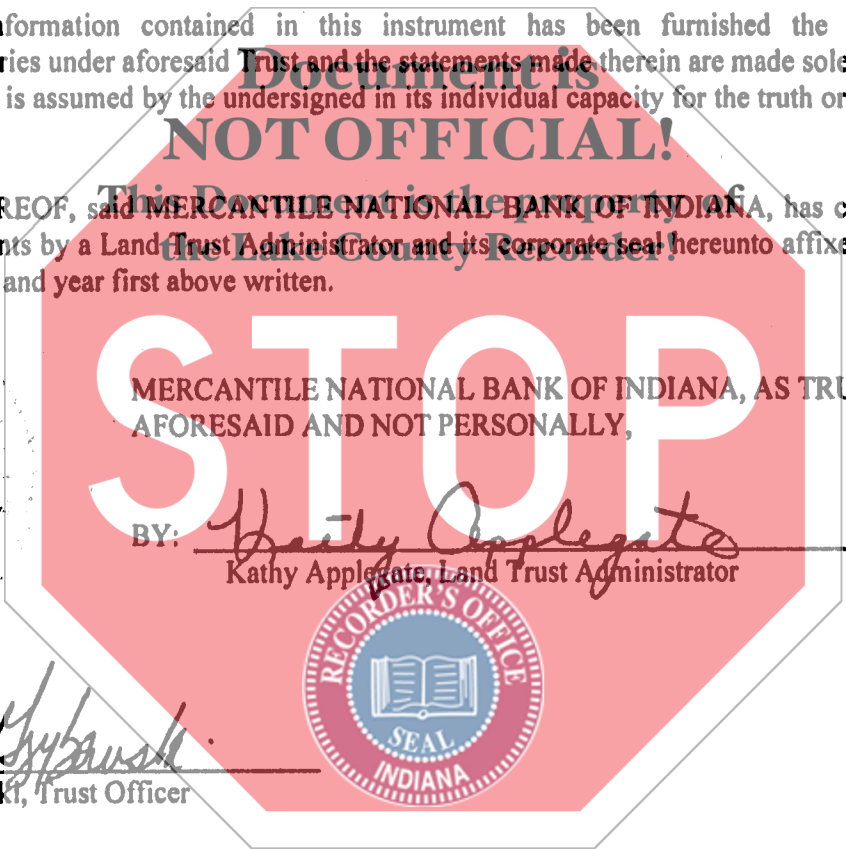 formation contained in this instrument has been furnished the
ries under aforesaid Trust and the statements made therein are made sole
is assumed by the undersigned in its individual capacity for the truth or
Document is
NOT OFFICIAL!
This Document is the property of
the Lake County Recorder!
REOF, said MERCANTILE NATIONAL BANK OF INDIANA, has c
nts by a Land Trust Administrator and its corporate seal hereunto affixe
and year first above written.
STOP
MERCANTILE NATIONAL BANK OF INDIANA, AS TRU
AFORESAID AND NOT PERSONALLY,
BY: Kathy Applegate
Kathy Applegate, Land Trust Administrator
RECORDER'S OFFICE
SEAL
INDIANA
KI, Trust Officer